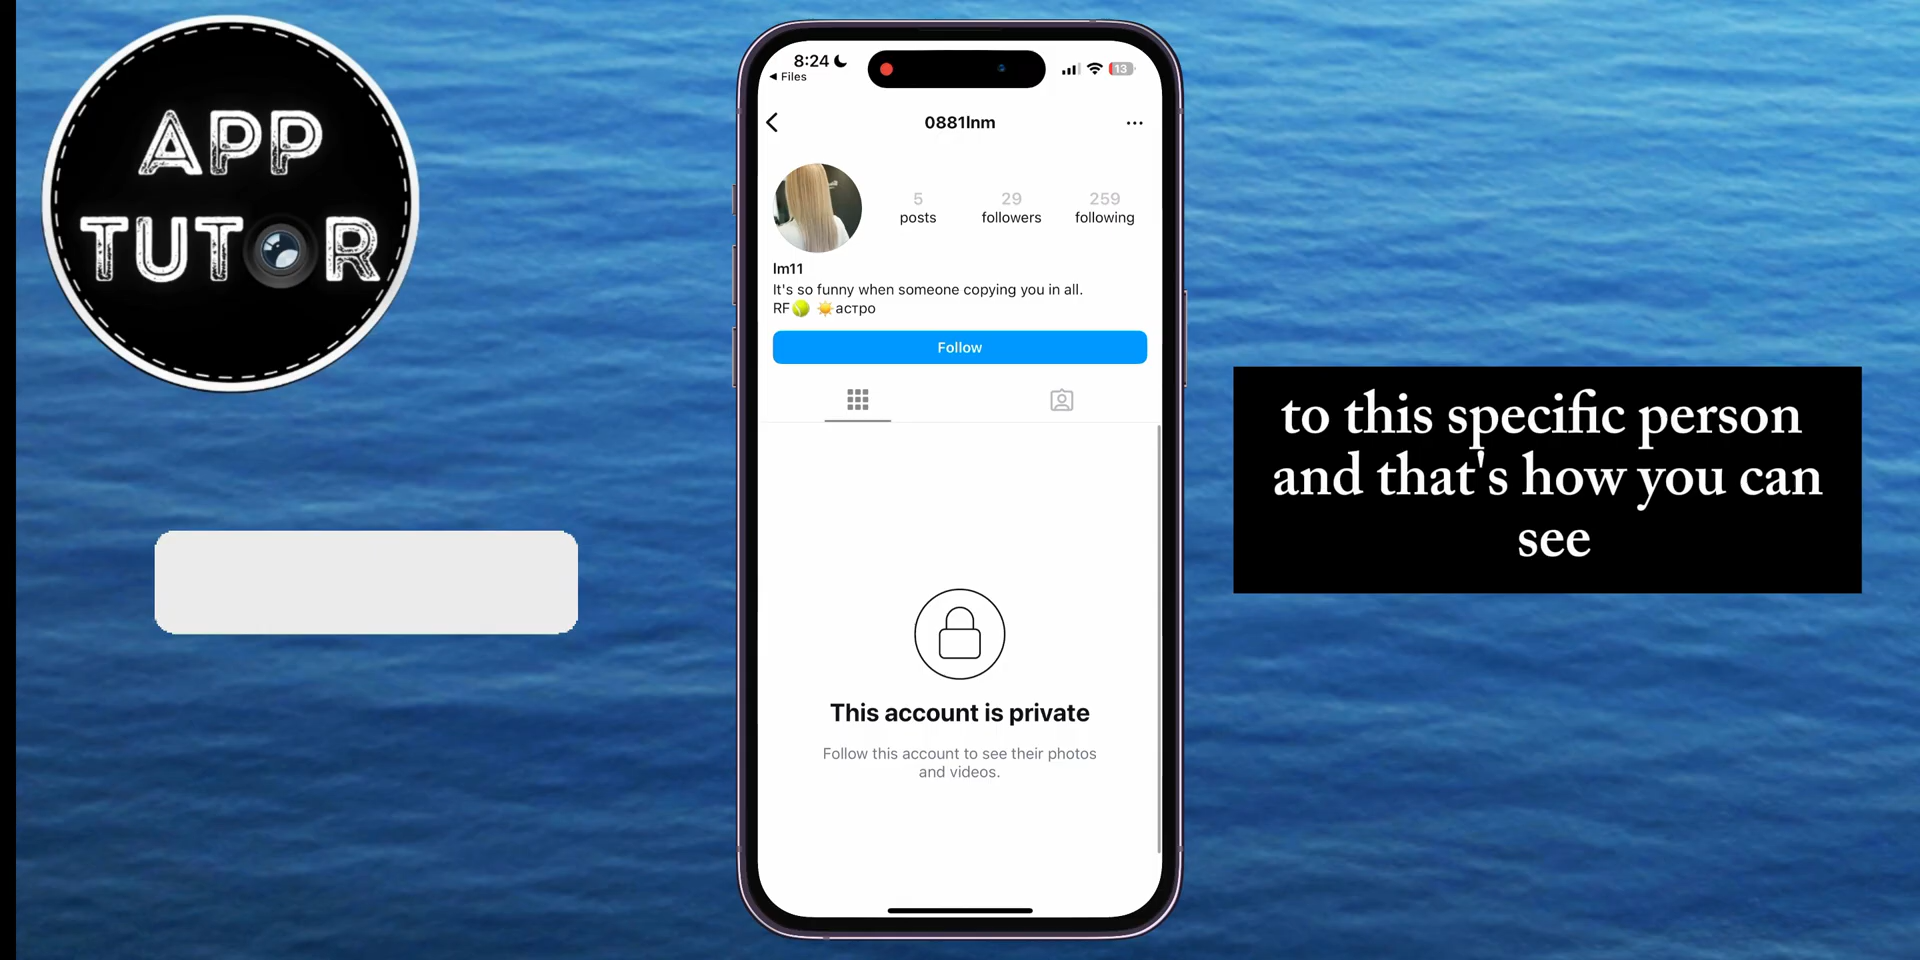 APP
TUTOR
8:24
Files
13
0881lnm
5
posts
29
followers
259
following
lm11
It's so funny when someone copying you in all.
RF🎾 ☀️астро
Follow
This account is private
Follow this account to see their photos
and videos.
to this specific person
and that's how you can
see